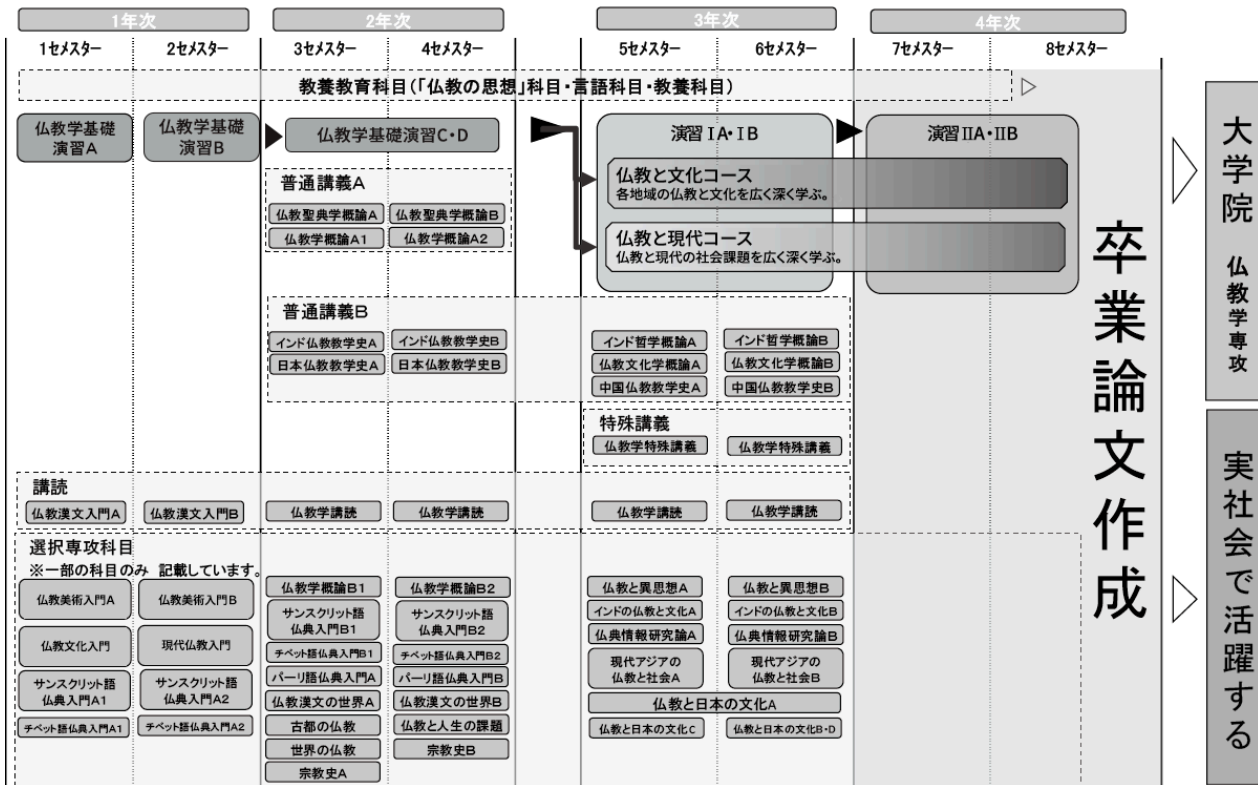 1年次
2年次
3年次
4年次
1セメスター
2セメスター
3セメスター
4セメスター
5セメスター
6セメスター
7セメスター
8セメスター
教養教育科目(「仏教の思想」科目・言語科目・教養科目)
仏教学基礎
演習A
仏教学基礎
演習B
仏教学基礎演習C・D
演習ⅠA・ⅠB
演習ⅡA・ⅡB
仏教と文化コース
各地域の仏教と文化を広く深く学ぶ。
仏教と現代コース
仏教と現代の社会課題を広く深く学ぶ。
普通講義A
仏教聖典学概論A
仏教聖典学概論B
仏教学概論A1
仏教学概論A2
普通講義B
インド仏教教学史A
インド仏教教学史B
インド哲学概論A
インド哲学概論B
日本仏教教学史A
日本仏教教学史B
仏教文化学概論A
仏教文化学概論B
中国仏教教学史A
中国仏教教学史B
特殊講義
仏教学特殊講義
仏教学特殊講義
講読
仏教漢文入門A
仏教漢文入門B
仏教学講読
仏教学講読
仏教学講読
仏教学講読
選択専攻科目
※一部の科目のみ 記載しています。
仏教美術入門A
仏教文化入門
サンスクリット語
仏典入門A1
チベット語仏典入門A1
仏教美術入門B
現代仏教入門
サンスクリット語
仏典入門A2
チベット語仏典入門A2
仏教学概論B1
サンスクリット語
仏典入門B1
チベット語仏典入門B1
パーリ語仏典入門A
仏教漢文の世界A
古都の仏教
世界の仏教
宗教史A
仏教学概論B2
サンスクリット語
仏典入門B2
チベット語仏典入門B2
パーリ語仏典入門B
仏教漢文の世界B
仏教と人生の課題
宗教史B
仏教と異思想A
インドの仏教と文化A
仏典情報研究論A
現代アジアの
仏教と社会A
仏教と異思想B
インドの仏教と文化B
仏典情報研究論B
現代アジアの
仏教と社会B
仏教と日本の文化A
仏教と日本の文化C
仏教と日本の文化B・D
卒業論文作成
大学院 仏教学専攻
実社会で活躍する